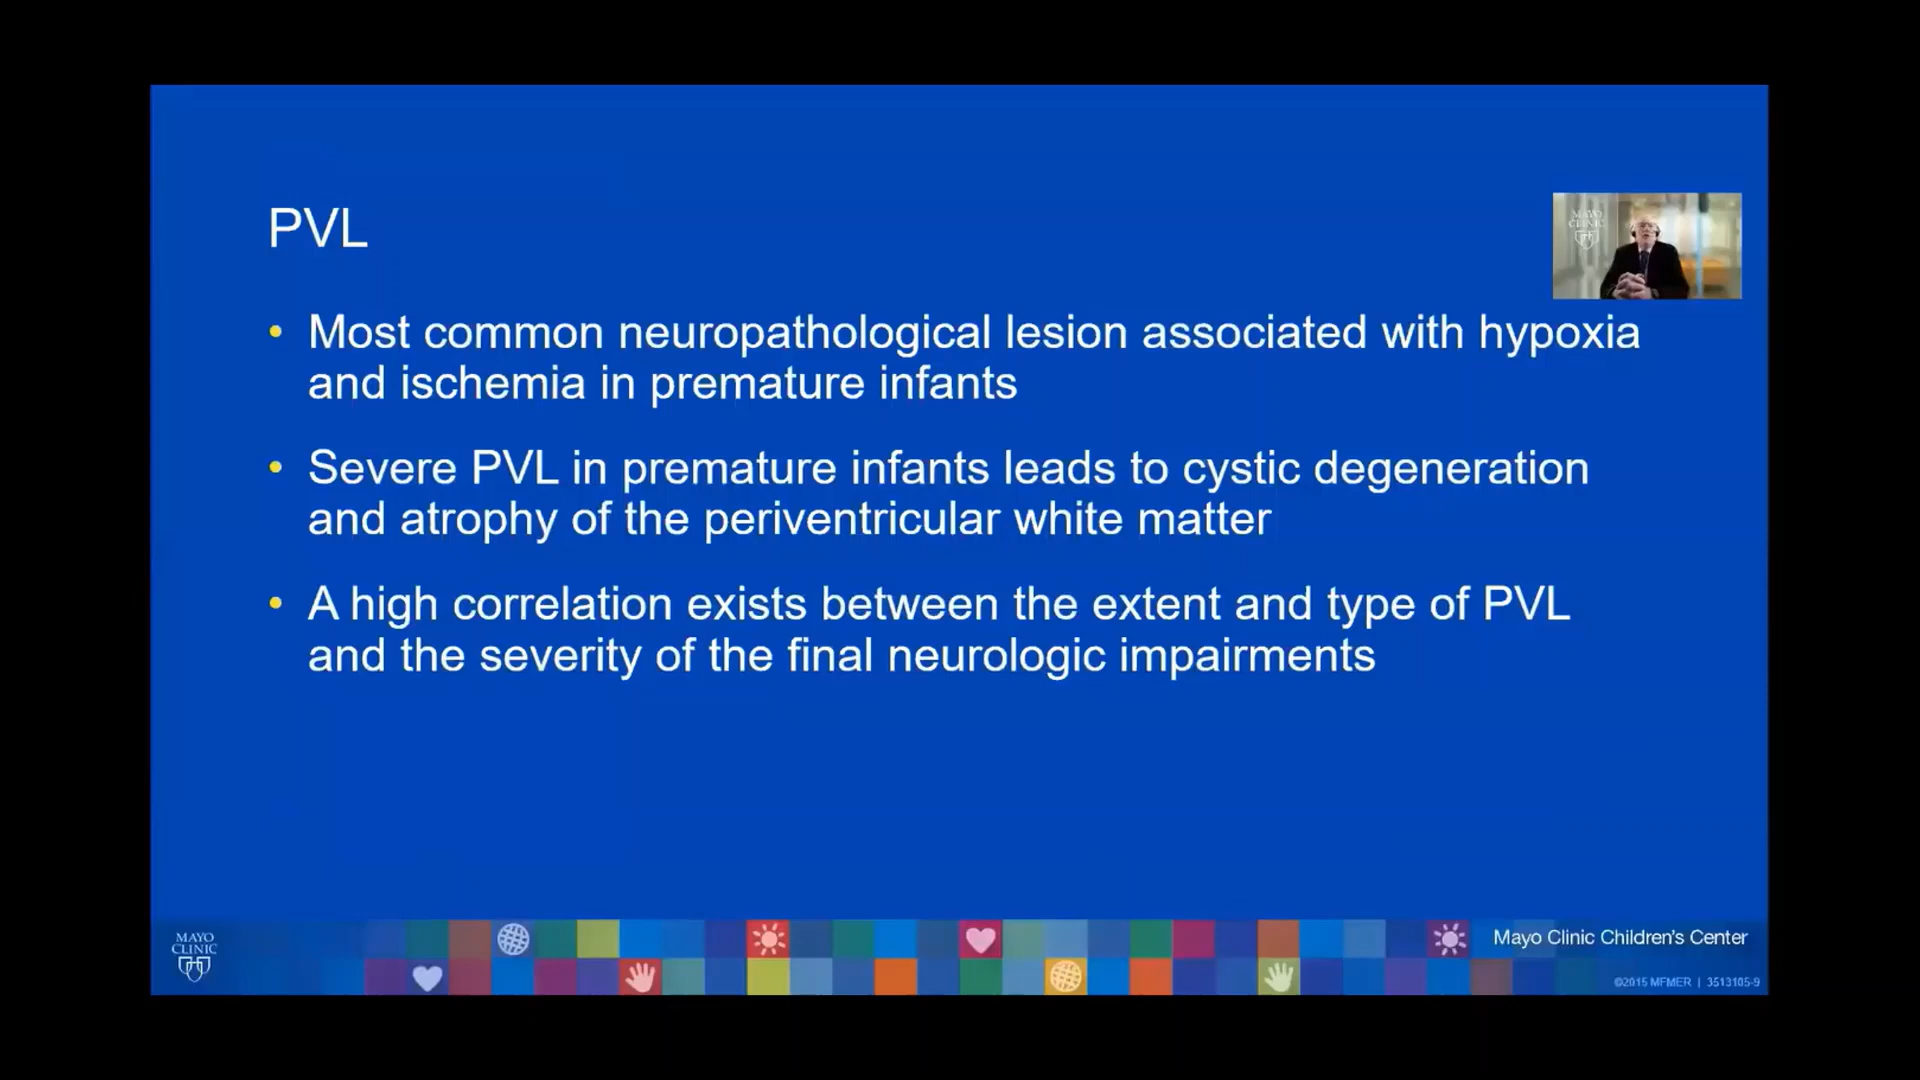 PVL
MAYO
CLINIC
• Most common neuropathological lesion associated with hypoxia
and ischemia in premature infants
• Severe PVL in premature infants leads to cystic degeneration
and atrophy of the periventricular white matter
• A high correlation exists between the extent and type of PVL
and the severity of the final neurologic impairments
MAYO
CLINIC
Mayo Clinic Children's Center
©2015 MFMER | 3513105-9